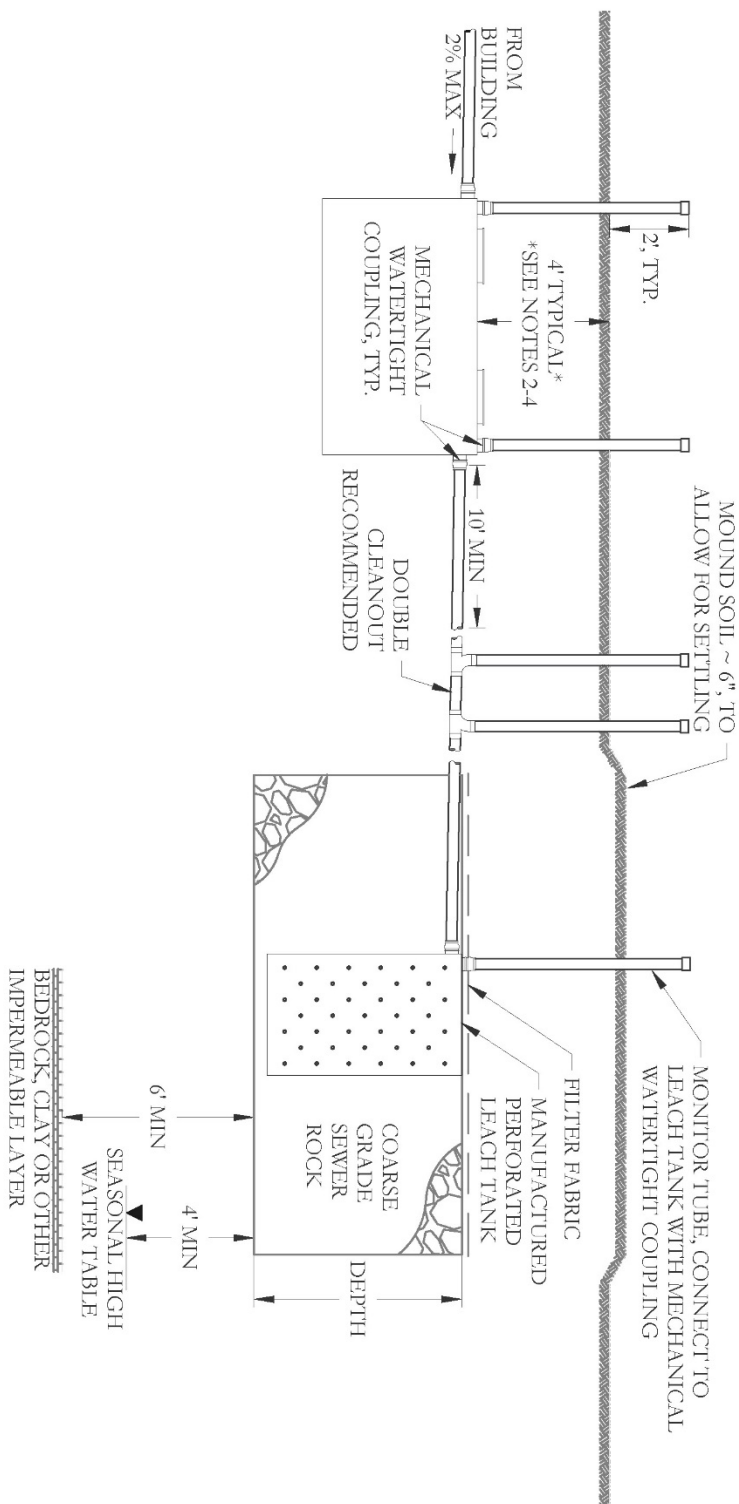 FROM
BUILDING
2% MAX
2', TYP.
4' TYPICAL*
*SEE NOTES 2-4
MECHANICAL
WATERTIGHT
COUPLING, TYP.
10' MIN
DOUBLE
CLEANOUT
RECOMMENDED
MOUND SOIL ~ 6", TO
ALLOW FOR SETTLING
MONITOR TUBE, CONNECT TO
LEACH TANK WITH MECHANICAL
WATERTIGHT COUPLING
FILTER FABRIC
MANUFACTURED
PERFORATED
LEACH TANK
COARSE
GRADE
SEWER
ROCK
DEPTH
6' MIN
4' MIN
SEASONAL HIGH
WATER TABLE
BEDROCK, CLAY OR OTHER
IMPERMEABLE LAYER